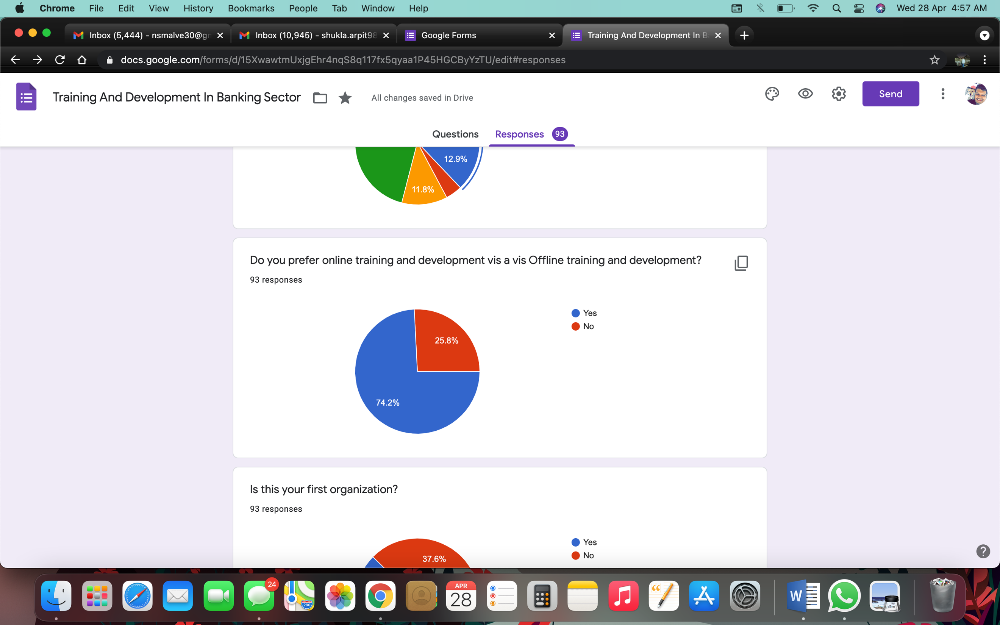 Chrome File Edit View History Bookmarks People Tab Window Help Wed 28 Apr 4:57 AM
Inbox (5,444) - nsmalve30@gm Inbox (10,945) - shukla.arpit98 Google Forms Training And Development In B
docs.google.com/forms/d/15XwawtmUxjgEhr4nqS8q117fx5qyaa1P45HGCByYzTU/edit#responses
Training And Development In Banking Sector All changes saved in Drive Send
Questions Responses 93
12.9%
11.8%
Do you prefer online training and development vis a vis Offline training and development?
93 responses
Yes
No
25.8%
74.2%
Is this your first organization?
93 responses
Yes
No
37.6%
24
APR
28
280
W